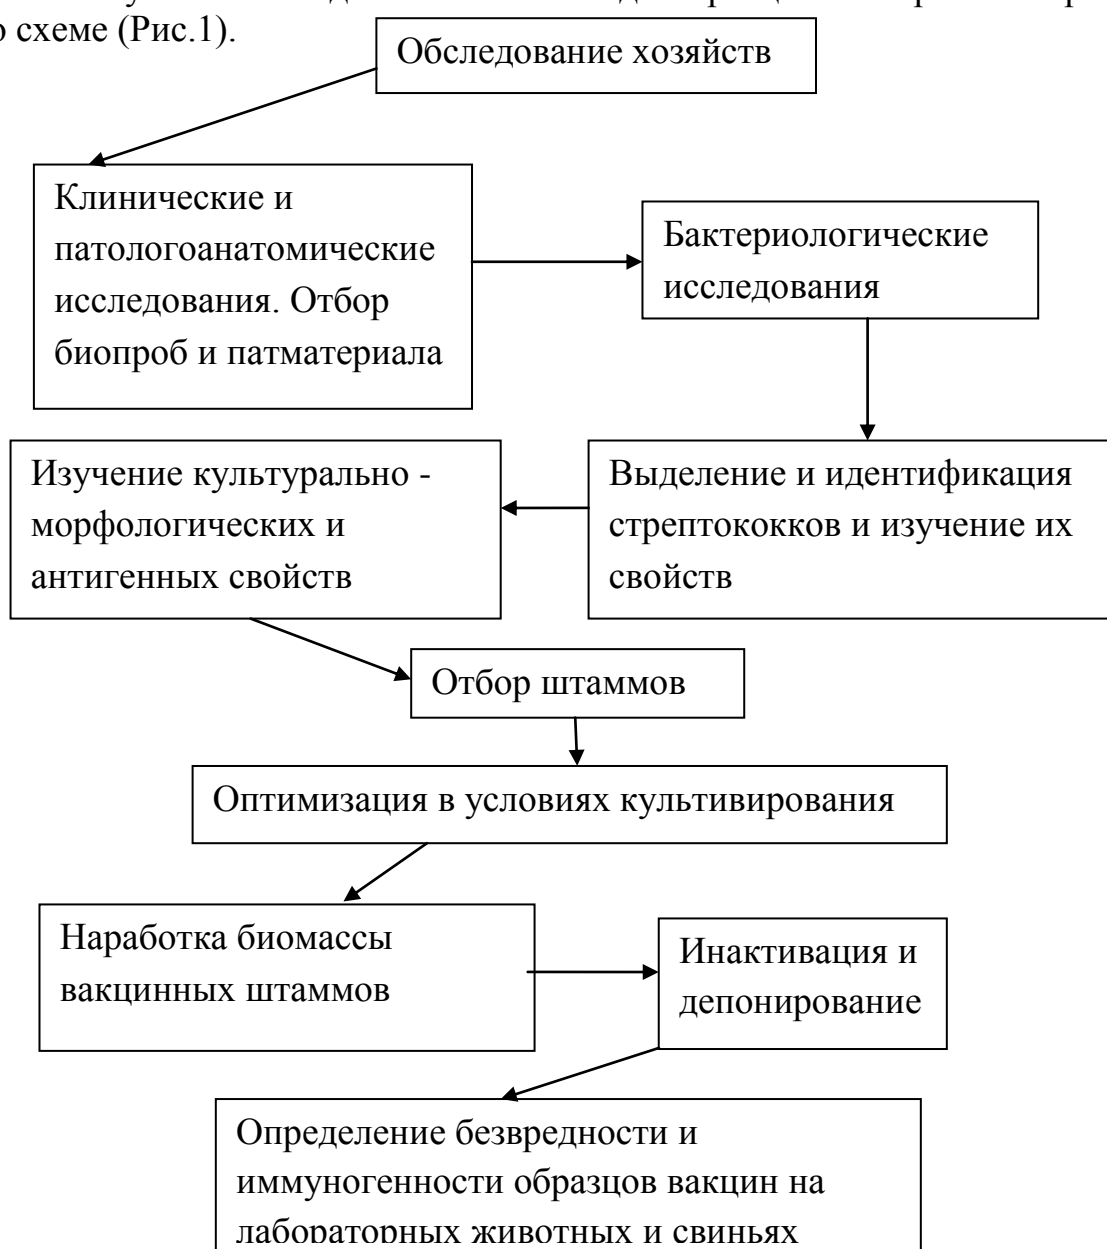 о схеме (Рис.1).
Обследование хозяйств
Клинические и
патологоанатомические
исследования. Отбор
биопроб и патматериала
Бактериологические
исследования
Выделение и идентификация
стрептококков и изучение их
свойств
Изучение культурально -
морфологических и
антигенных свойств
Отбор штаммов
Оптимизация в условиях культивирования
Наработка биомассы
вакцинных штаммов
Инактивация и
депонирование
Определение безвредности и
иммуногенности образцов вакцин на
лабораторных животных и свиньях